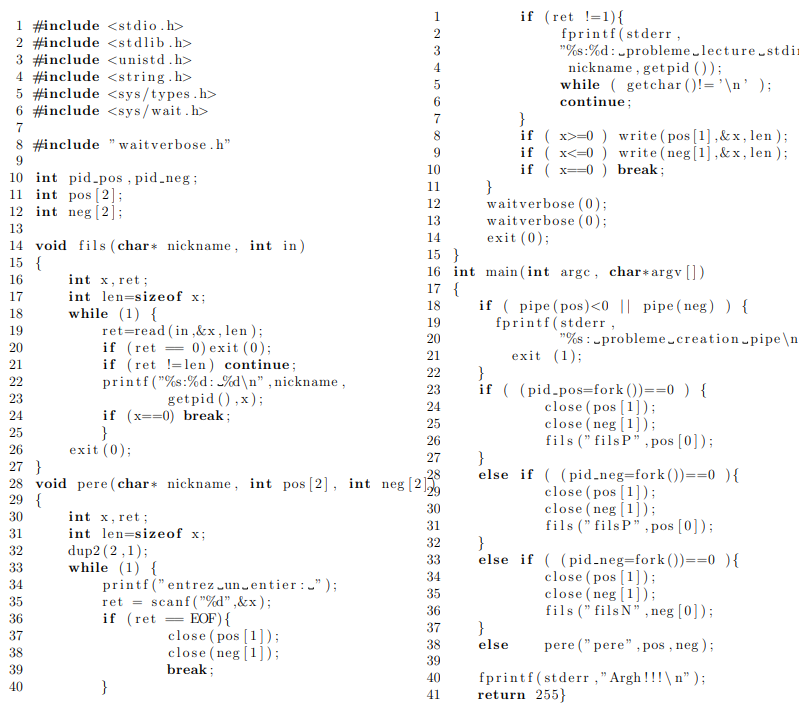 1 #include <stdio.h>
2 #include <stdlib.h>
3 #include <unistd.h>
4 #include <string.h>
5 #include <sys/types.h>
6 #include <sys/wait.h>
7
8 #include "waitverbose.h"
9
10 int pid_pos,pid_neg;
11 int pos[2];
12 int neg[2];
13
14 void fils(char* nickname, int in)
15 {
16     int x,ret;
17     int len=sizeof x;
18     while (1) {
19         ret=read(in,&x,len);
20         if (ret == 0)exit(0);
21         if (ret !=len) continue;
22         printf("%s:%d:␣%d\n",nickname,
23                 getpid(),x);
24         if (x==0) break;
25         }
26     exit(0);
27 }
28 void pere(char* nickname, int pos[2], int neg[2])
29 {
30     int x,ret;
31     int len=sizeof x;
32     dup2(2,1);
33     while (1) {
34         printf("entrez␣un␣entier:␣");
35         ret = scanf("%d",&x);
36         if (ret == EOF){
37                 close(pos[1]);
38                 close(neg[1]);
39                 break;
40         }
1         if (ret !=1){
2              fprintf(stderr,
3              "%s:%d:␣probleme␣lecture␣stdi
4               nickname,getpid());
5              while ( getchar()!='\n' );
6              continue;
7         }
8         if ( x>=0 ) write(pos[1],&x,len);
9         if ( x<=0 ) write(neg[1],&x,len);
10         if ( x==0 ) break;
11     }
12     waitverbose(0);
13     waitverbose(0);
14     exit(0);
15 }
16 int main(int argc, char*argv[])
17 {
18    if ( pipe(pos)<0 || pipe(neg) ) {
19      fprintf(stderr,
20              "%s:␣probleme␣creation␣pipe\n
21        exit (1);
22    }
23    if ( (pid_pos=fork())==0 ) {
24            close(pos[1]);
25            close(neg[1]);
26            fils("filsP",pos[0]);
27    }
28    else if ( (pid_neg=fork())==0 ){
29            close(pos[1]);
30            close(neg[1]);
31            fils("filsP",pos[0]);
32    }
33    else if ( (pid_neg=fork())==0 ){
34            close(pos[1]);
35            close(neg[1]);
36            fils("filsN",neg[0]);
37    }
38    else    pere("pere",pos,neg);
39
40    fprintf(stderr,"Argh!!!\n");
41    return 255}